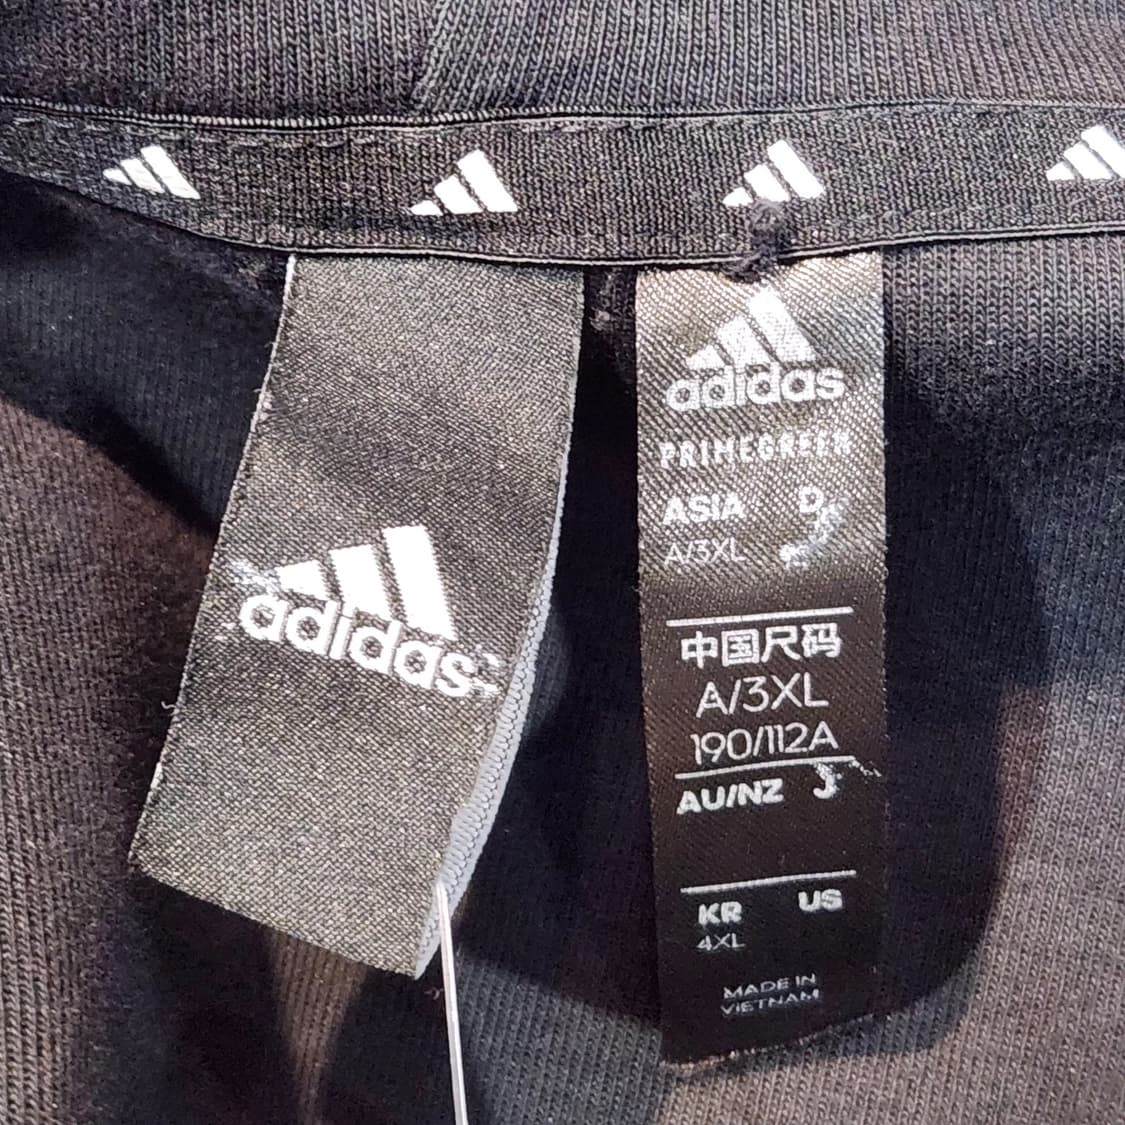 adidas
adidas
PRIMEGREEN
ASIA D
A/3XL
中国尺码
A/3XL
190/112A
AU/NZ J
KR US
4XL
MADE IN
VIETNAM